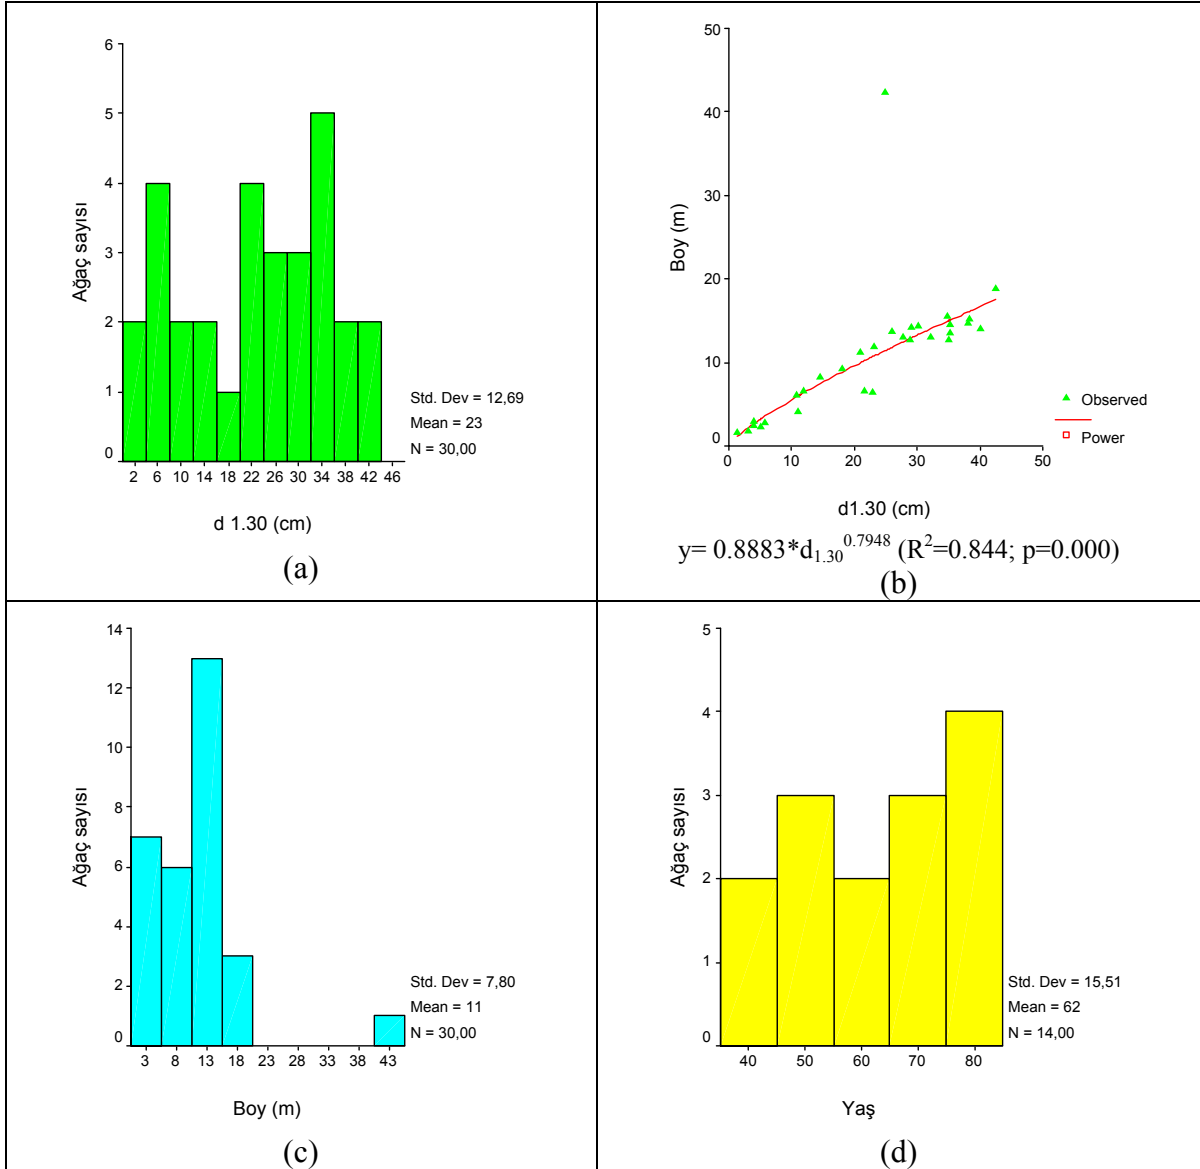 6
5
4
3
2
1
0
Ağaç sayısı
2 6 10 14 18 22 26 30 34 38 42 46
d 1.30 (cm)
Std. Dev = 12,69
Mean = 23
N = 30,00
(a)
50
40
30
20
10
0
Boy (m)
0 10 20 30 40 50
d1.30 (cm)
Observed
Power
y= 0.8883*d1.30^0.7948 (R²=0.844; p=0.000)
(b)
14
12
10
8
6
4
2
0
Ağaç sayısı
3 8 13 18 23 28 33 38 43
Boy (m)
Std. Dev = 7,80
Mean = 11
N = 30,00
(c)
5
4
3
2
1
0
Ağaç sayısı
40 50 60 70 80
Yaş
Std. Dev = 15,51
Mean = 62
N = 14,00
(d)